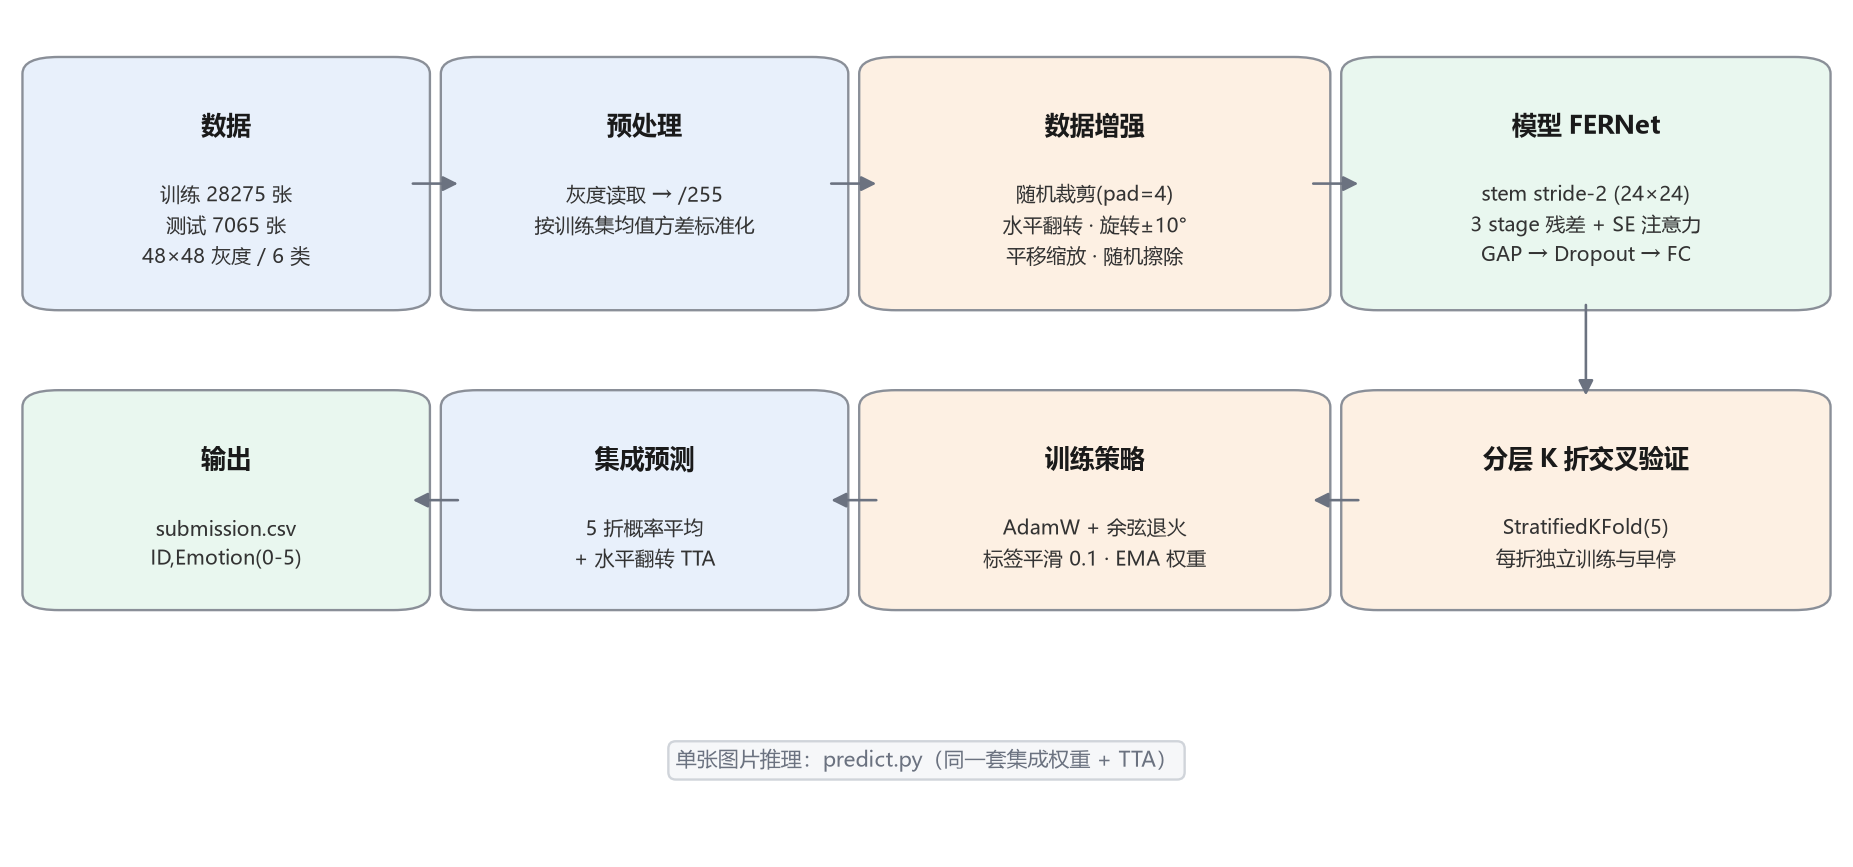 数据
训练 28275 张
测试 7065 张
48×48 灰度 / 6 类
预处理
灰度读取 → /255
按训练集均值方差标准化
数据增强
随机裁剪(pad=4)
水平翻转 · 旋转±10°
平移缩放 · 随机擦除
模型 FERNet
stem stride-2 (24×24)
3 stage 残差 + SE 注意力
GAP → Dropout → FC
分层 K 折交叉验证
StratifiedKFold(5)
每折独立训练与早停
训练策略
AdamW + 余弦退火
标签平滑 0.1 · EMA 权重
集成预测
5 折概率平均
+ 水平翻转 TTA
输出
submission.csv
ID,Emotion(0-5)
单张图片推理：predict.py（同一套集成权重 + TTA）